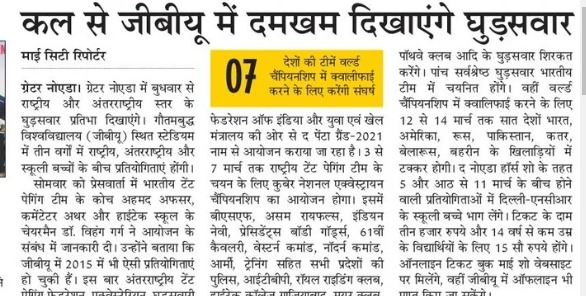 कल से जीबीयू में दमखम दिखाएंगे घुड़सवार
माई सिटी रिपोर्टर
ग्रेटर नोएडा। ग्रेटर नोएडा में बुधवार से
राष्ट्रीय और अंतरराष्ट्रीय स्तर के
घुड़सवार प्रतिभा दिखाएंगे। गौतमबुद्ध
विश्वविद्यालय (जीबीयू) स्थित स्टेडियम
में तीन वर्गों में राष्ट्रीय, अंतरराष्ट्रीय और
स्कूली बच्चों के बीच प्रतियोगिताएं होंगी।
सोमवार को प्रेसवार्ता में भारतीय टेंट
पेगिंग टीम के कोच अहमद अफसर,
कमेंटेटर अथर और हाईटेक स्कूल के
चेयरमैन डॉ. विहंग गर्ग ने आयोजन के
संबंध में जानकारी दी। उन्होंने बताया कि
जीबीयू में 2015 में भी ऐसी प्रतियोगिताएं
हो चुकी हैं। इस बार अंतरराष्ट्रीय टेंट
07
देशों की टीमें वर्ल्ड
चैंपियनशिप में क्वालीफाई
करने के लिए करेंगी संघर्ष
फेडरेशन ऑफ इंडिया और युवा एवं खेल
मंत्रालय की ओर से द पेंटा ग्रैंड-2021
नाम से आयोजन कराया जा रहा है। 3 से
7 मार्च तक राष्ट्रीय टेंट पेगिंग टीम के
चयन के लिए कुबेर नेशनल एक्वेस्ट्रियान
चैंपियनशिप का आयोजन होगा। इसमें
बीएसएफ, असम रायफल्स, इंडियन
नेवी, प्रेसिडेंट्स बॉडी गॉर्ड्स, 61वीं
कैवलरी, वेस्टर्न कमांड, नॉर्दन कमांड,
आर्मी, ट्रेनिंग सहित सभी प्रदेशों की
पुलिस, आईटीबीपी, रॉयल राइडिंग क्लब,
पाँथवे क्लब आदि के घुड़सवार शिरकत
करेंगे। पांच सर्वश्रेष्ठ घुड़सवार भारतीय
टीम में चयनित होंगे। वहीं वर्ल्ड
चैंपियनशिप में क्वालिफाई करने के लिए
12 से 14 मार्च तक सात देशों भारत,
अमेरिका, रूस, पाकिस्तान, कतर,
बेलारूस, बहरीन के खिलाड़ियों में
टक्कर होगी। द नोएडा हॉर्स शो के तहत
5 और आठ से 11 मार्च के बीच होने
वाली प्रतियोगिताओं में दिल्ली-एनसीआर
के स्कूली बच्चे भाग लेंगे। टिकट के दाम
तीन हजार रुपये और 14 वर्ष से कम उम्र
के विद्यार्थियों के लिए 15 सौ रुपये होंगे।
ऑनलाइन टिकट बुक माई शो वेबसाइट
पर मिलेंगे, वहीं जीबीयू में ऑफलाइन भी